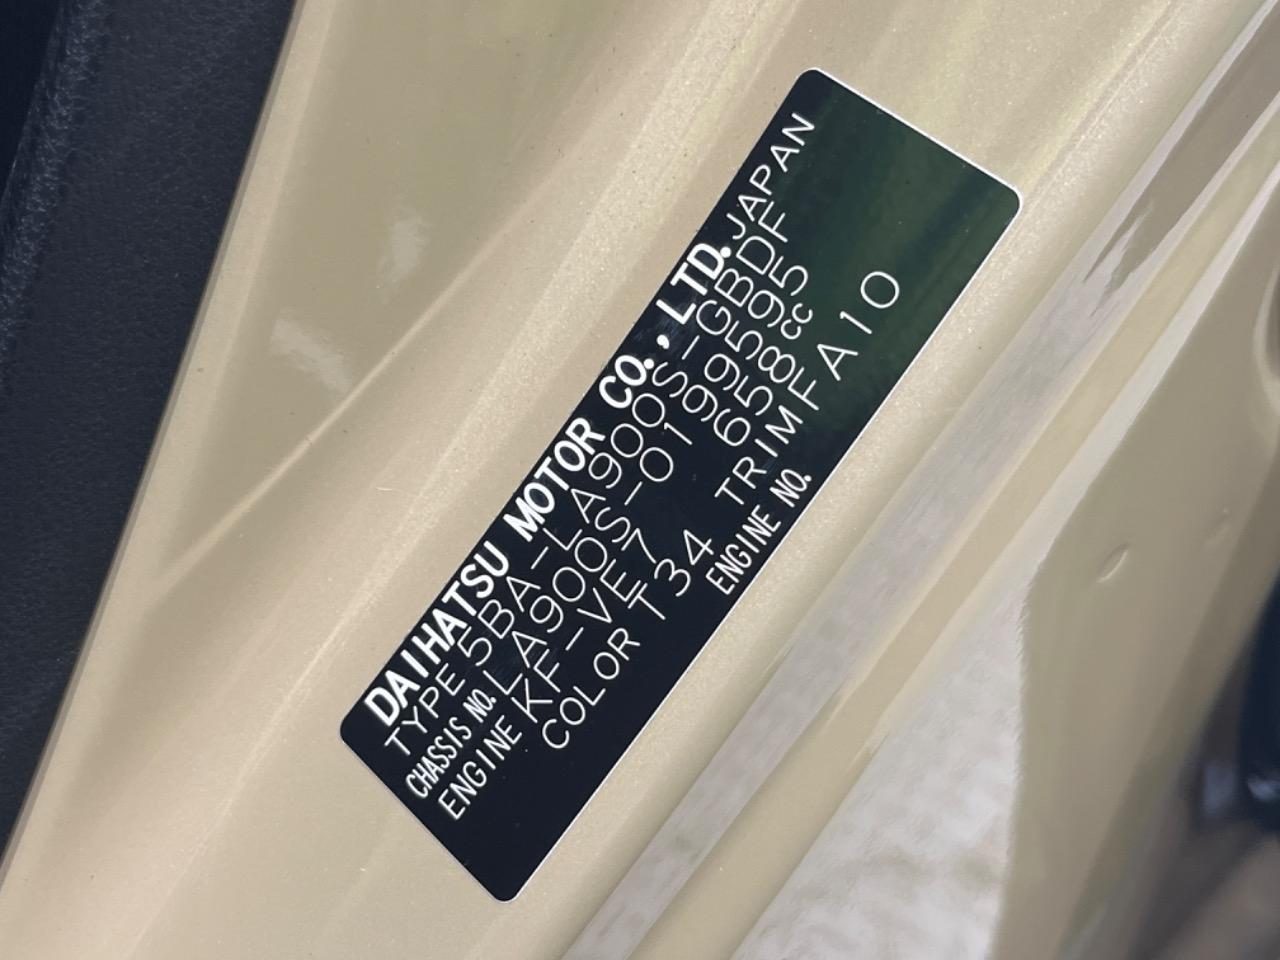 DAIHATSU MOTOR CO., LTD. JAPAN
TYPE 5BA-LA900S-GBDF
CHASSIS NO. LA900S-0199595
ENGINE KF-VE7 658cc
COLOR T34 TRIM FA10
ENGINE NO.